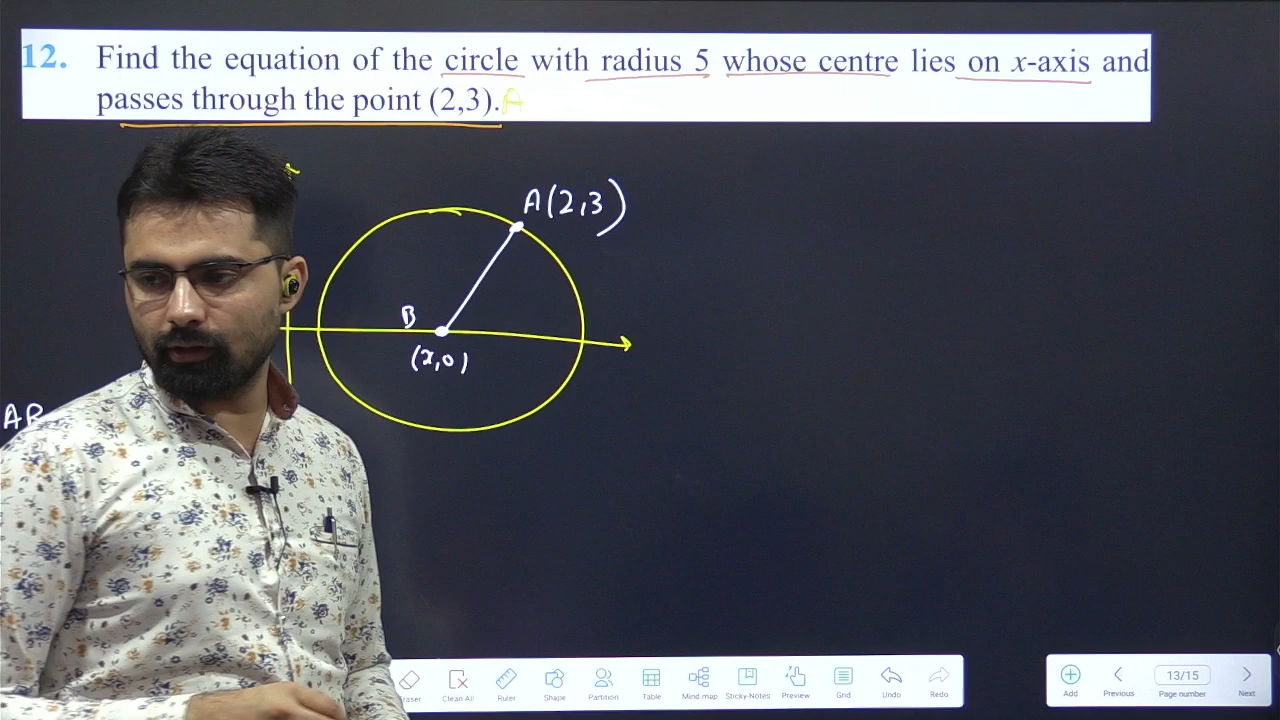 12. Find the equation of the circle with radius 5 whose centre lies on x-axis and
passes through the point (2,3). A
A(2,3)
B
(x,0)
AB
Clean All
Ruler
Shape
Partition
Table
Mind map
Sticky-Notes
Preview
Grid
Undo
Redo
Add
Previous
13/15
Page number
Next